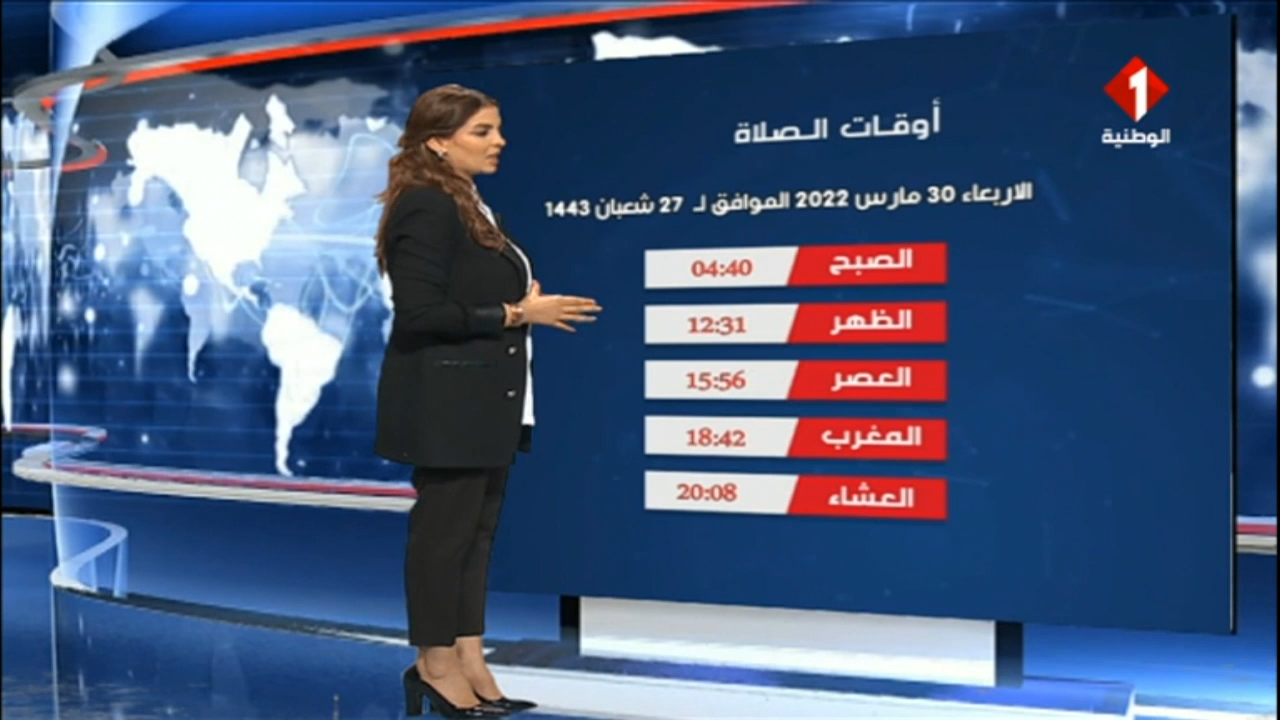 1
الوطنية
أوقات الصلاة
الاربعاء 30 مارس 2022 الموافق لـ 27 شعبان 1443
الصبح 04:40
الظهر 12:31
العصر 15:56
المغرب 18:42
العشاء 20:08